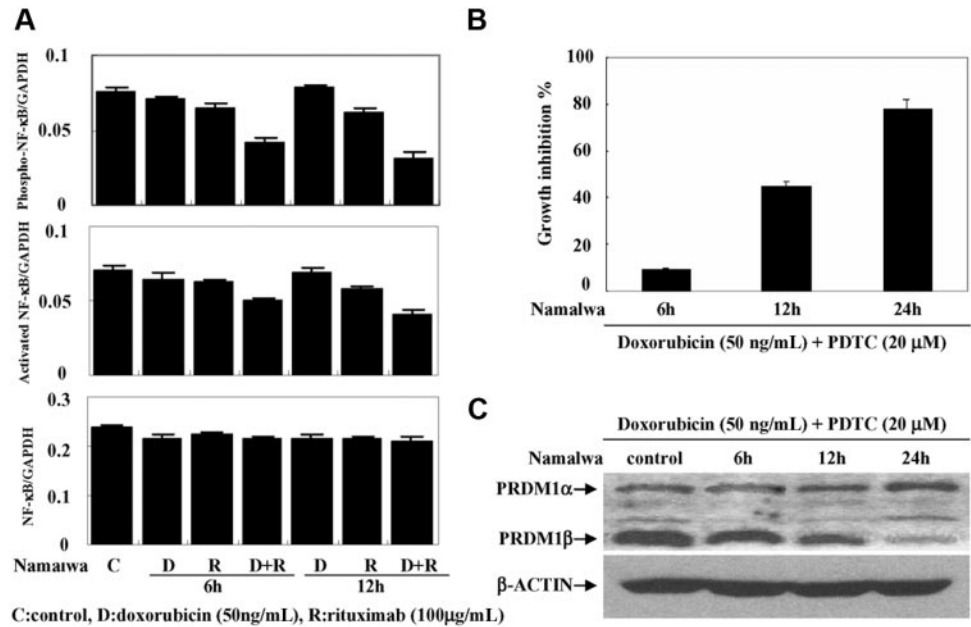 A
Phospho-NF-κB/GAPDH
0.1
0.05
0
Activated NF-κB/GAPDH
0.1
0.05
0
NF-κB/GAPDH
0.3
0.2
0.1
0
Namalwa C D R D+R D R D+R
6h 12h
C:control, D:doxorubicin (50ng/mL), R:rituximab (100μg/mL)
B
Growth inhibition %
100
80
60
40
20
0
Namalwa 6h 12h 24h
Doxorubicin (50 ng/mL) + PDTC (20 μM)
C
Doxorubicin (50 ng/mL) + PDTC (20 μM)
Namalwa control 6h 12h 24h
PRDM1α
PRDM1β
β-ACTIN